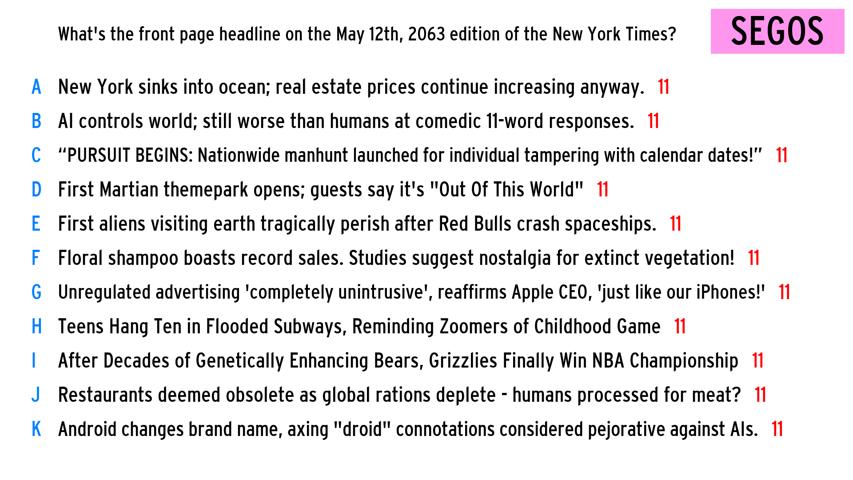 What's the front page headline on the May 12th, 2063 edition of the New York Times?
SEGOS
A New York sinks into ocean; real estate prices continue increasing anyway. 11
B AI controls world; still worse than humans at comedic 11-word responses. 11
C “PURSUIT BEGINS: Nationwide manhunt launched for individual tampering with calendar dates!” 11
D First Martian themepark opens; guests say it's "Out Of This World" 11
E First aliens visiting earth tragically perish after Red Bulls crash spaceships. 11
F Floral shampoo boasts record sales. Studies suggest nostalgia for extinct vegetation! 11
G Unregulated advertising 'completely unintrusive', reaffirms Apple CEO, 'just like our iPhones!' 11
H Teens Hang Ten in Flooded Subways, Reminding Zoomers of Childhood Game 11
I After Decades of Genetically Enhancing Bears, Grizzlies Finally Win NBA Championship 11
J Restaurants deemed obsolete as global rations deplete - humans processed for meat? 11
K Android changes brand name, axing "droid" connotations considered pejorative against AIs. 11